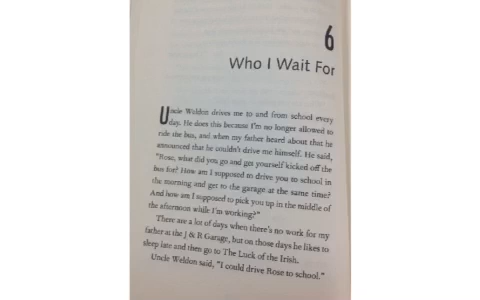 6
Who I Wait For
Uncle Weldon drives me to and from school every
day. He does this because I'm no longer allowed to
ride the bus, and when my father heard about that he
announced that he couldn't drive me himself. He said,
"Rose, what did you go and get yourself kicked off the
bus for? How am I supposed to drive you to school in
the morning and get to the garage at the same time?
And how am I supposed to pick you up in the middle of
the afternoon while I'm working?"
There are a lot of days when there's no work for my
father at the J & R Garage, but on those days he likes to
sleep late and then go to The Luck of the Irish.
Uncle Weldon said, "I could drive Rose to school."